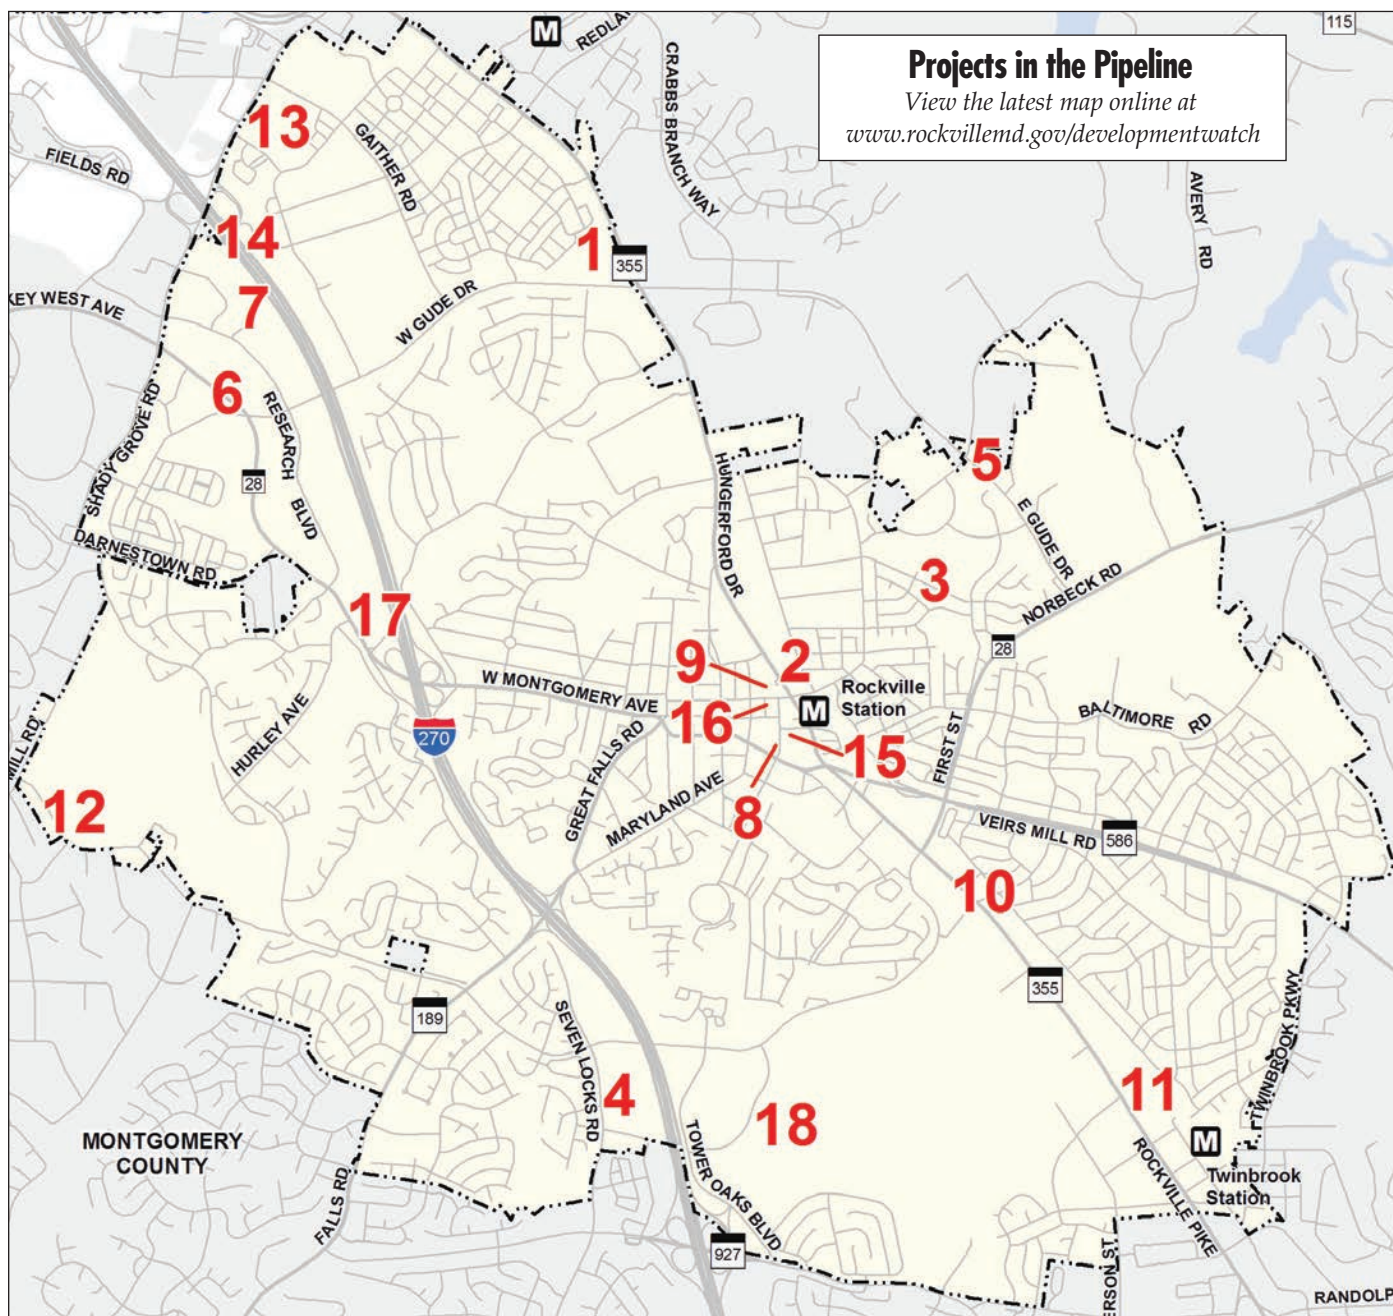 M
REDLA
115
Projects in the Pipeline
View the latest map online at
www.rockvillemd.gov/developmentwatch
CRABBS BRANCH WAY
13
GAITHER RD
FIELDS RD
AVERY RD
14
1
355
7
KEY WEST AVE
W GUDE DR
6
RESEARCH BLVD
SHADY GROVE RD
28
5
HUNGERFORD DR
E GUDE DR
DARNESTOWN RD
3
NORBECK RD
17
28
9
2
W MONTGOMERY AVE
Rockville
Station
M
16
BALTIMORE RD
HURLEY AVE
270
GREAT FALLS RD
15
FIRST ST
MILL RD
12
MARYLAND AVE
8
VEIRS MILL RD
586
10
355
189
SEVEN LOCKS RD
TWINBROOK PKWY
4
11
18
MONTGOMERY
COUNTY
TOWER OAKS BLVD
ROCKVILLE PIKE
M
Twinbrook
Station
FALLS RD
927
ERSON ST
RANDOLP